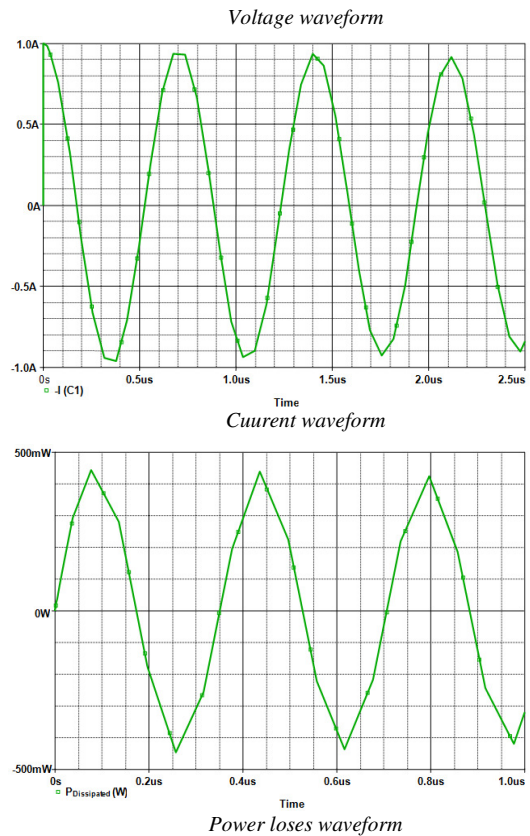 Voltage waveform
1.0A
0.5A
0A
-0.5A
-1.0A
0s 0.5us 1.0us 1.5us 2.0us 2.5us
-I (C1)
Time
Cuurent waveform
500mW
0W
-500mW
0s 0.2us 0.4us 0.6us 0.8us 1.0us
PDissipated (W)
Time
Power loses waveform